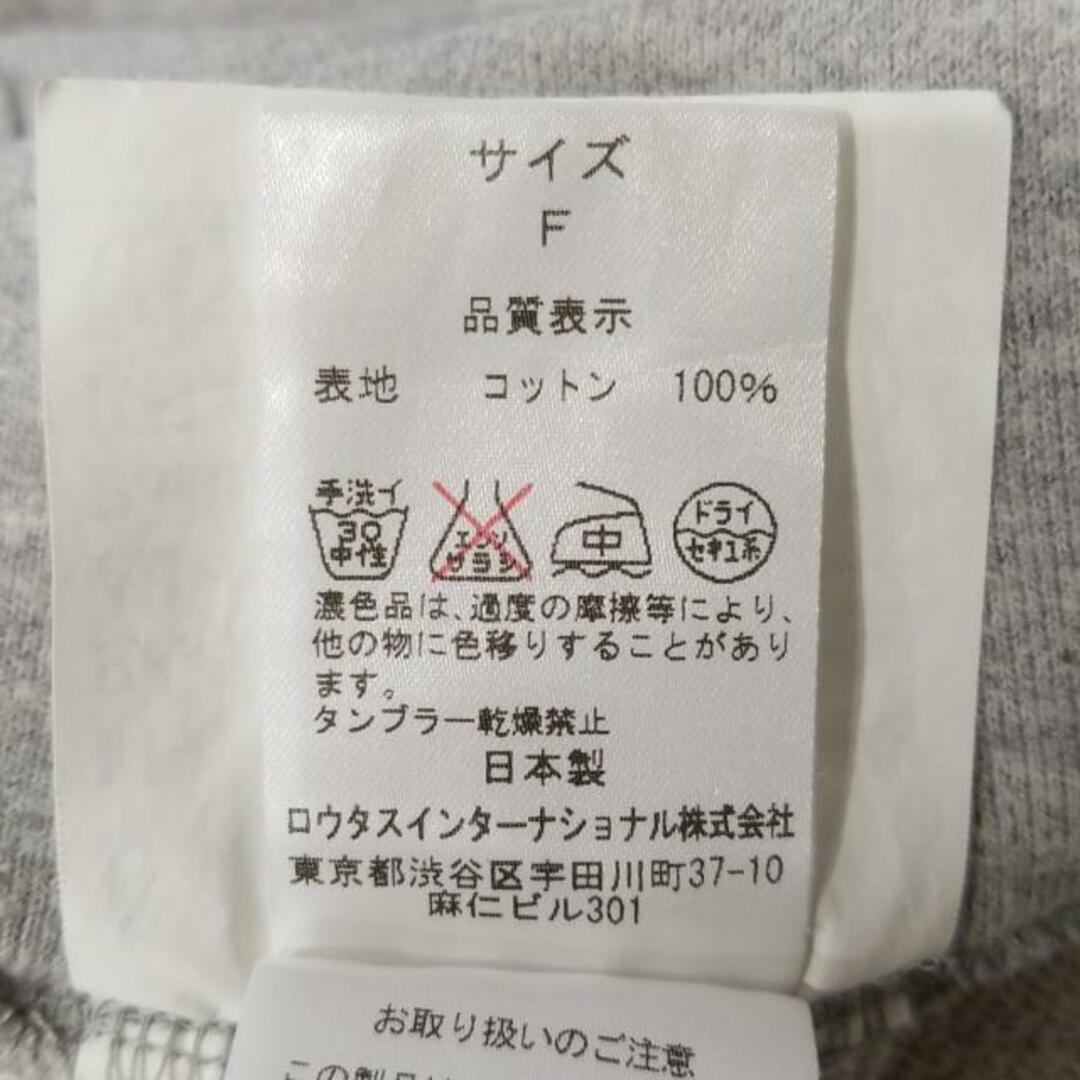 サイズ
F
品質表示
表地 コットン 100%
手洗イ
30
中性
エンソ
サラシ
中
ドライ
セキユ系
濃色品は、過度の摩擦等により、
他の物に色移りすることがあり
ます。
タンブラー乾燥禁止
日本製
ロウタスインターナショナル株式会社
東京都渋谷区宇田川町37-10
麻仁ビル301
お取り扱いのご注意